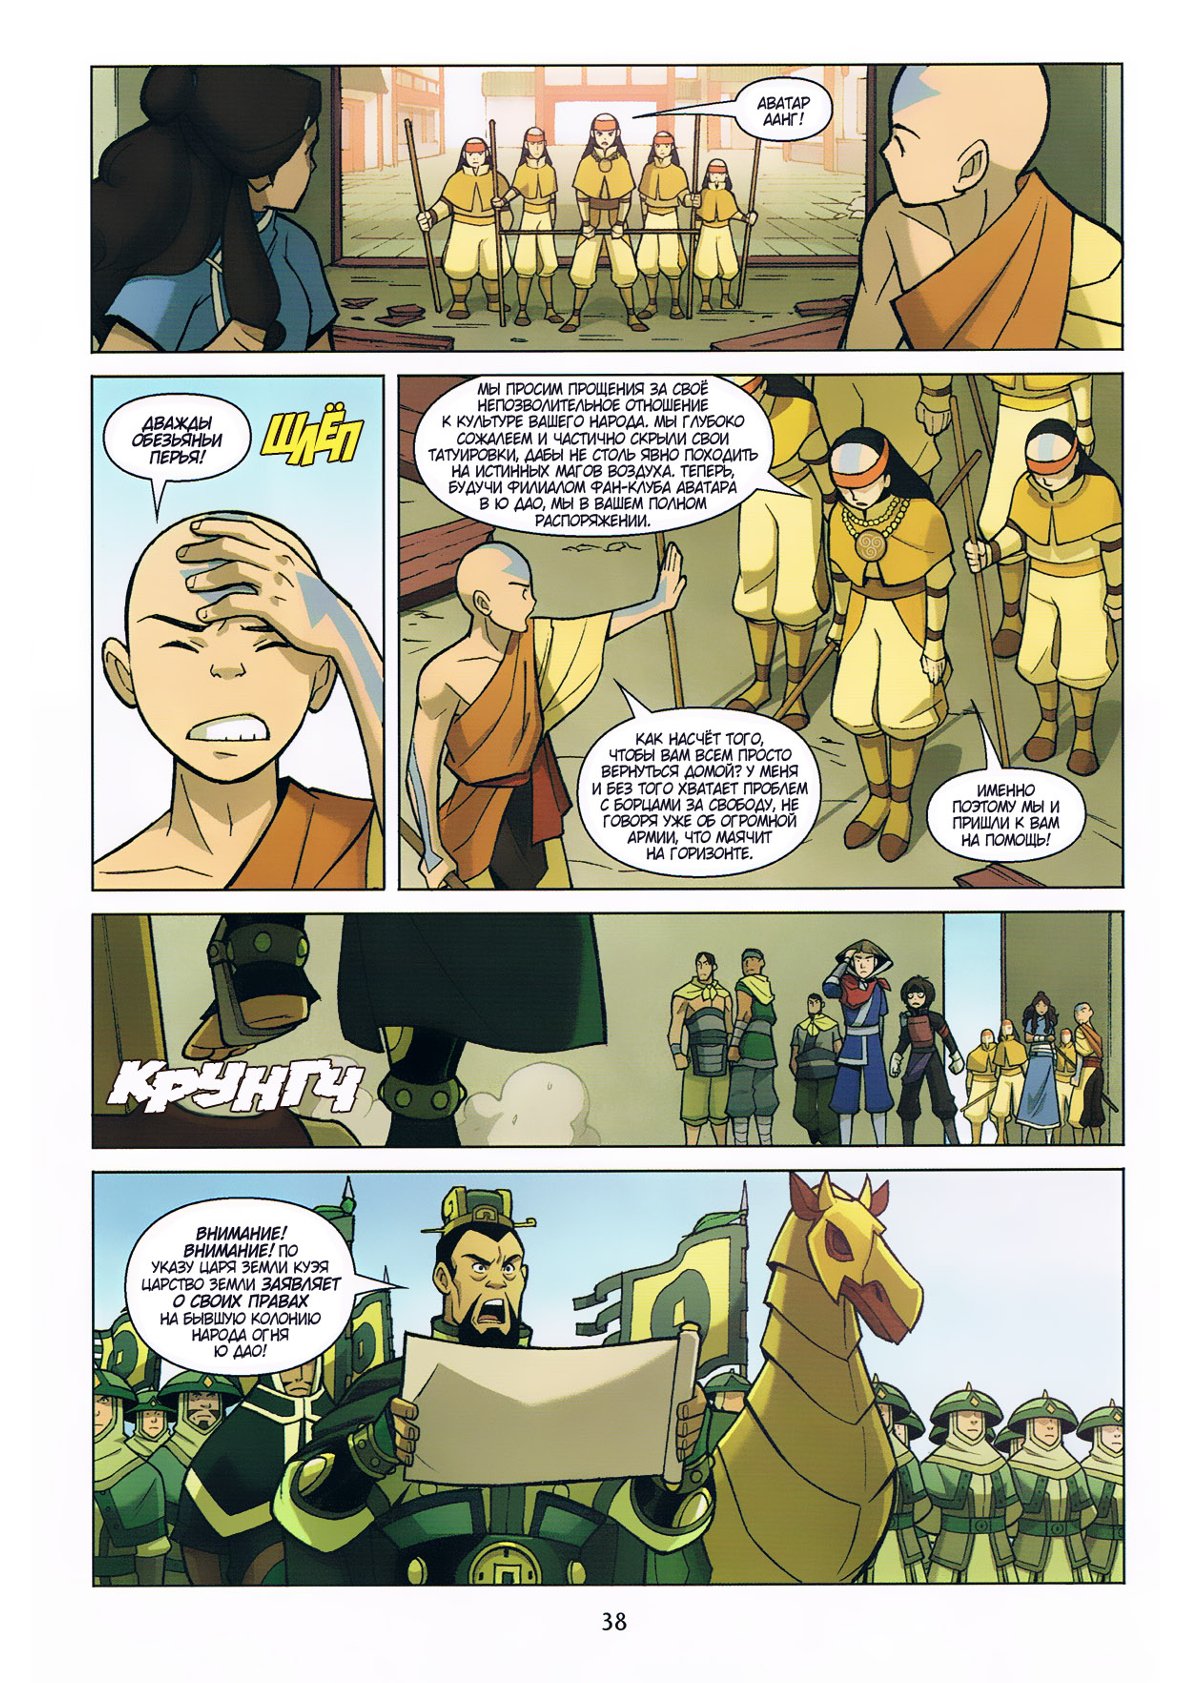 АВАТАР
ААНГ!
ДВАЖДЫ
ОБЕЗЬЯНЬИ
ПЕРЬЯ!
ШЛЁП
МЫ ПРОСИМ ПРОЩЕНИЯ ЗА СВОЁ
НЕПОЗВОЛИТЕЛЬНОЕ ОТНОШЕНИЕ
К КУЛЬТУРЕ ВАШЕГО НАРОДА. МЫ ГЛУБОКО
СОЖАЛЕЕМ И ЧАСТИЧНО СКРЫЛИ СВОИ
ТАТУИРОВКИ, ДАБЫ НЕ СТОЛЬ ЯВНО ПОХОДИТЬ
НА ИСТИННЫХ МАГОВ ВОЗДУХА. ТЕПЕРЬ,
БУДУЧИ ФИЛИАЛОМ ФАН-КЛУБА АВАТАРА
В Ю ДАО, МЫ В ВАШЕМ ПОЛНОМ
РАСПОРЯЖЕНИИ.
КАК НАСЧЁТ ТОГО,
ЧТОБЫ ВАМ ВСЕМ ПРОСТО
ВЕРНУТЬСЯ ДОМОЙ? У МЕНЯ
И БЕЗ ТОГО ХВАТАЕТ ПРОБЛЕМ
С БОРЦАМИ ЗА СВОБОДУ, НЕ
ГОВОРЯ УЖЕ ОБ ОГРОМНОЙ
АРМИИ, ЧТО МАЯЧИТ
НА ГОРИЗОНТЕ.
ИМЕННО
ПОЭТОМУ МЫ И
ПРИШЛИ К ВАМ
НА ПОМОЩЬ!
КРУНГЧ
ВНИМАНИЕ!
ВНИМАНИЕ! ПО
УКАЗУ ЦАРЯ ЗЕМЛИ КУЭЯ
ЦАРСТВО ЗЕМЛИ ЗАЯВЛЯЕТ
О СВОИХ ПРАВАХ
НА БЫВШУЮ КОЛОНИЮ
НАРОДА ОГНЯ
Ю ДАО!
38